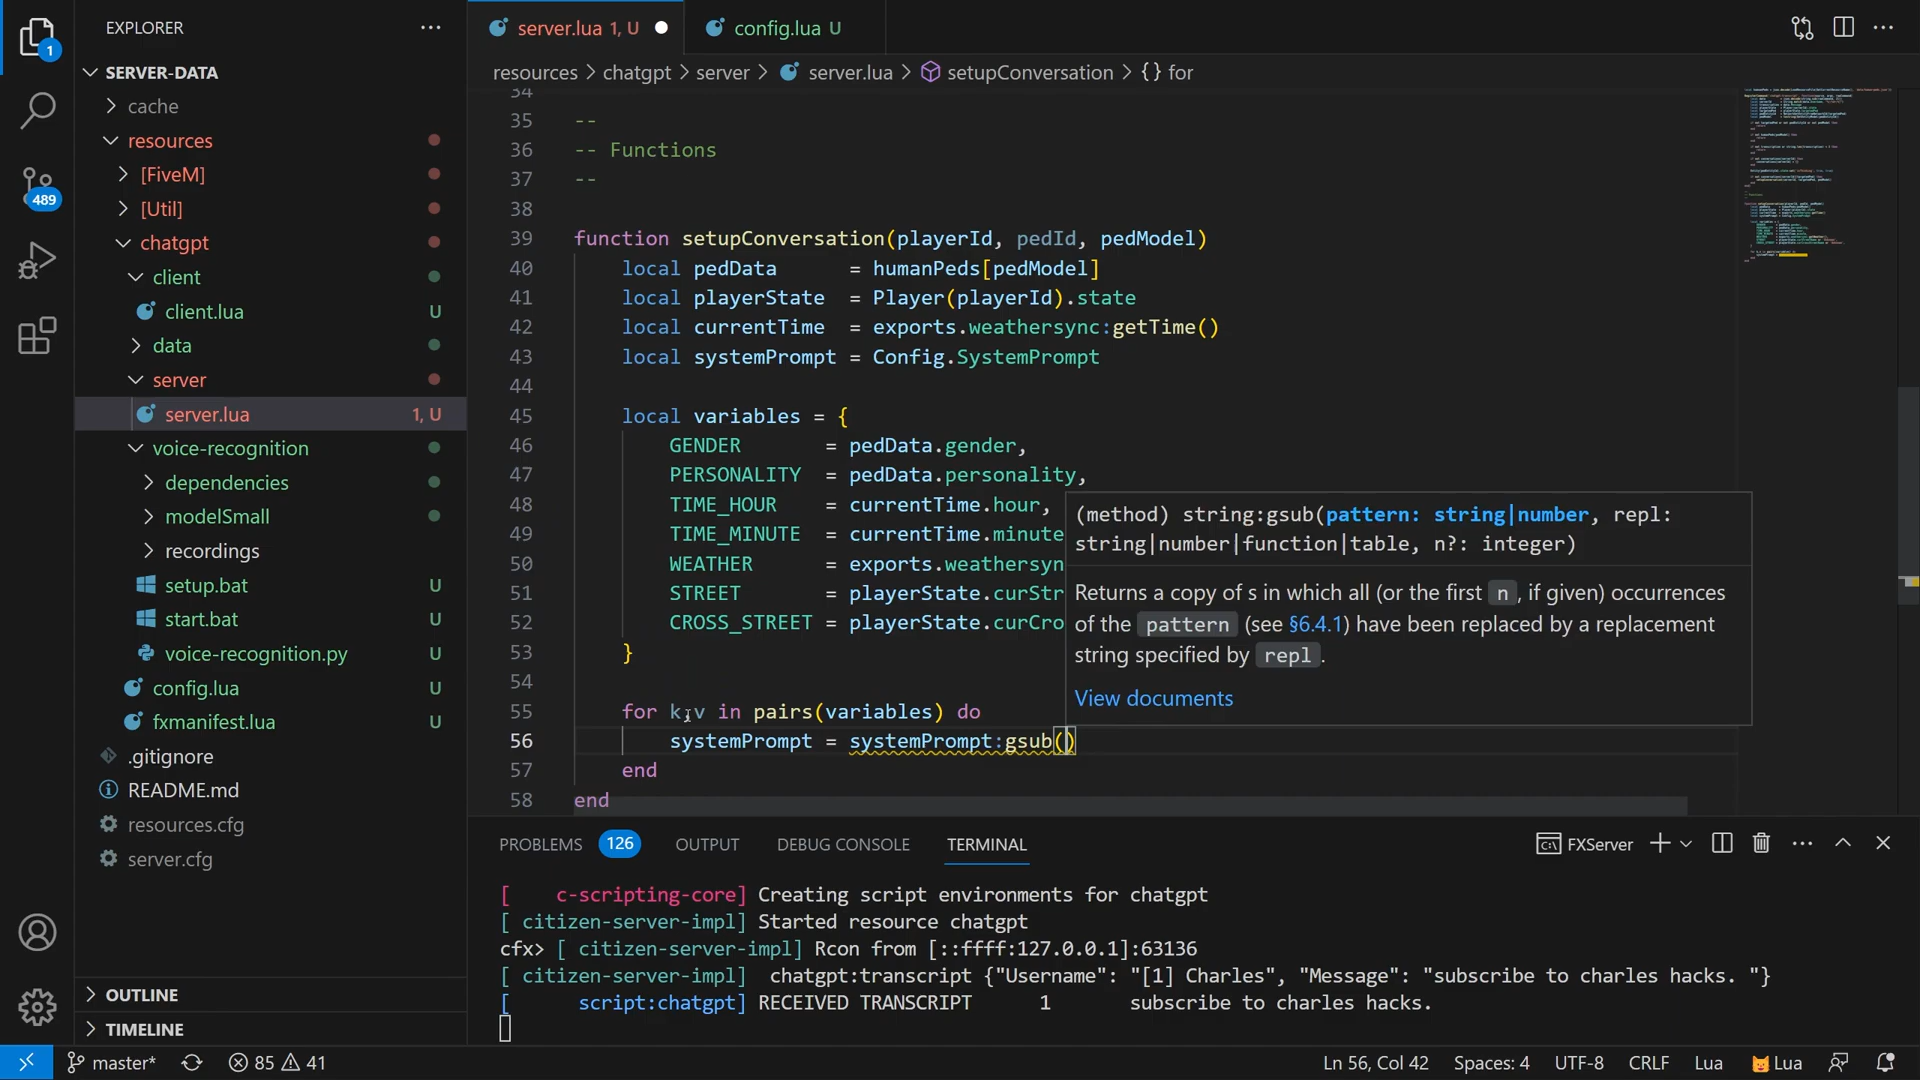 EXPLORER
server.lua 1, U
config.lua U
1
SERVER-DATA
resources > chatgpt > server > server.lua > setupConversation > {} for
cache
resources
[FiveM]
[Util]
chatgpt
client
client.lua U
data
server
server.lua 1, U
voice-recognition
dependencies
modelSmall
recordings
setup.bat U
start.bat U
voice-recognition.py U
config.lua U
fxmanifest.lua U
.gitignore
README.md
resources.cfg
server.cfg
OUTLINE
TIMELINE
489
34
35 --
36 -- Functions
37 --
38
39 function setupConversation(playerId, pedId, pedModel)
40 local pedData = humanPeds[pedModel]
41 local playerState = Player(playerId).state
42 local currentTime = exports.weathersync:getTime()
43 local systemPrompt = Config.SystemPrompt
44
45 local variables = {
46 GENDER = pedData.gender,
47 PERSONALITY = pedData.personality,
48 TIME_HOUR = currentTime.hour,
49 TIME_MINUTE = currentTime.minute
50 WEATHER = exports.weathersyn
51 STREET = playerState.curStr
52 CROSS_STREET = playerState.curCro
53 }
54
55 for k,v in pairs(variables) do
56 systemPrompt = systemPrompt:gsub()
57 end
58 end
(method) string:gsub(pattern: string|number, repl:
string|number|function|table, n?: integer)
Returns a copy of s in which all (or the first n, if given) occurrences
of the pattern (see §6.4.1) have been replaced by a replacement
string specified by repl.
View documents
PROBLEMS 126 OUTPUT DEBUG CONSOLE TERMINAL
FXServer
[ c-scripting-core] Creating script environments for chatgpt
[ citizen-server-impl] Started resource chatgpt
cfx> [ citizen-server-impl] Rcon from [::ffff:127.0.0.1]:63136
[ citizen-server-impl] chatgpt:transcript {"Username": "[1] Charles", "Message": "subscribe to charles hacks. "}
[ script:chatgpt] RECEIVED TRANSCRIPT 1 subscribe to charles hacks.
master* 85 41
Ln 56, Col 42 Spaces: 4 UTF-8 CRLF Lua Lua